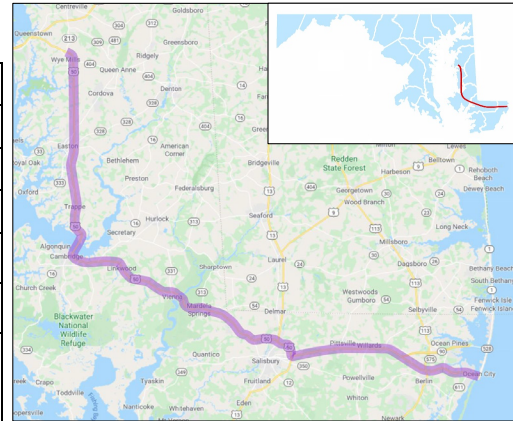 Centreville
Goldsboro
Queenstown
213
Greensboro
Ridgely
Wye Mills
Queen Anne
Denton
Cordova
Easton
American
Corner
Royal Oak
Bethlehem
Preston
Oxford
Federalsburg
Trappe
Hurlock
Secretary
Algonquin
Cambridge
Linkwood
Church Creek
Vienna
Sharptown
Mardela
Springs
Blackwater
National
Wildlife
Refuge
Bridgeville
Redden
State Forest
Georgetown
Wood Branch
Seaford
Laurel
Delmar
Lewes
Belltown
Harbeson
Rehoboth
Beach
Dewey Beach
Long Neck
Millsboro
Dagsboro
Bethany Beach
South Bethany
Westwoods
Gumboro
Selbyville
Fenwick Island
Ocean Pines
Pittsville
Willards
Salisbury
Quantico
Fruitland
Powellville
Berlin
Ocean City
Whiton
Newark
Eden
Whitehaven
Nanticoke
Tyaskin
Crapo
Toddville